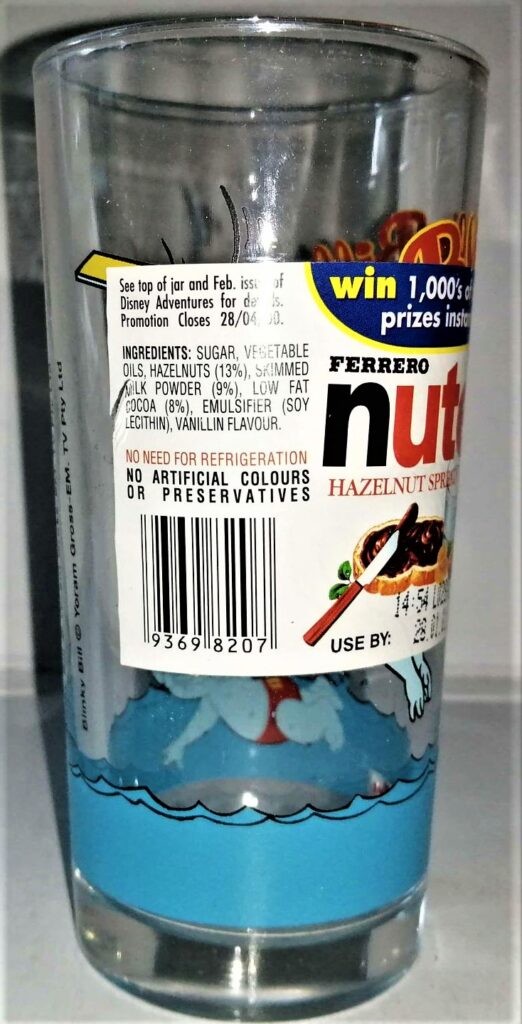 See top of jar and Feb. issue of
Disney Adventures for
Promotion Closes 28/04
INGREDIENTS: SUGAR, VEGETABLE
OILS, HAZELNUTS (13%), SKIMMED
MILK POWDER (9%), LOW FAT
COCOA (8%), EMULSIFIER (SOY
LECITHIN), VANILLIN FLAVOUR.
NO NEED FOR REFRIGERATION
NO ARTIFICIAL COLOURS
OR PRESERVATIVES
9369 8207
win 1,000's of
prizes insta
FERRERO
nute
HAZELNUT SPREA
USE BY:
14:54
Blinky Bill © Yoram Gross-EM. TV Pty Ltd